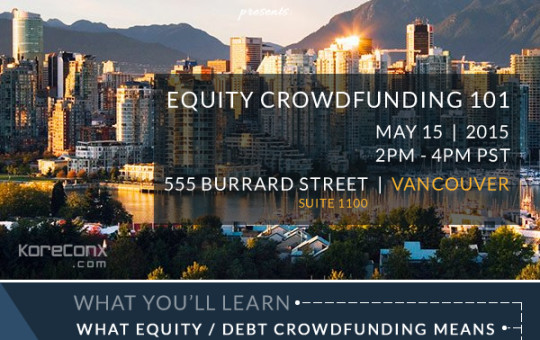 presents.
EQUITY CROWDFUNDING 101
MAY 15 | 2015
2PM - 4PM PST
555 BURRARD STREET | VANCOUVER
SUITE 1100
KoreConX
.com
WHAT YOU'LL LEARN
WHAT EQUITY / DEBT CROWDFUNDING MEANS